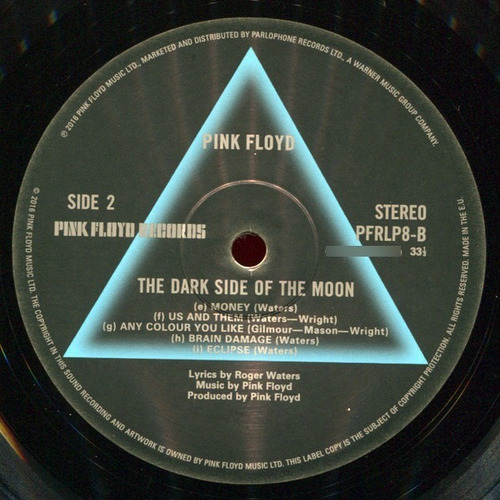 ℗ 2016 PINK FLOYD MUSIC LTD., MARKETED AND DISTRIBUTED BY PARLOPHONE RECORDS LTD., A WARNER MUSIC GROUP COMPANY.
PINK FLOYD
SIDE 2
STEREO
PINK FLOYD RECORDS
PFRLP8-B
33⅓
THE DARK SIDE OF THE MOON
(e) MONEY (Waters)
(f) US AND THEM (Waters—Wright)
(g) ANY COLOUR YOU LIKE (Gilmour—Mason—Wright)
(h) BRAIN DAMAGE (Waters)
(i) ECLIPSE (Waters)
Lyrics by Roger Waters
Music by Pink Floyd
Produced by Pink Floyd
© 2016 PINK FLOYD MUSIC LTD. THE COPYRIGHT IN THIS SOUND RECORDING AND ARTWORK IS OWNED BY PINK FLOYD MUSIC LTD. THIS LABEL COPY IS THE SUBJECT OF COPYRIGHT PROTECTION. ALL RIGHTS RESERVED. MADE IN THE E.U.